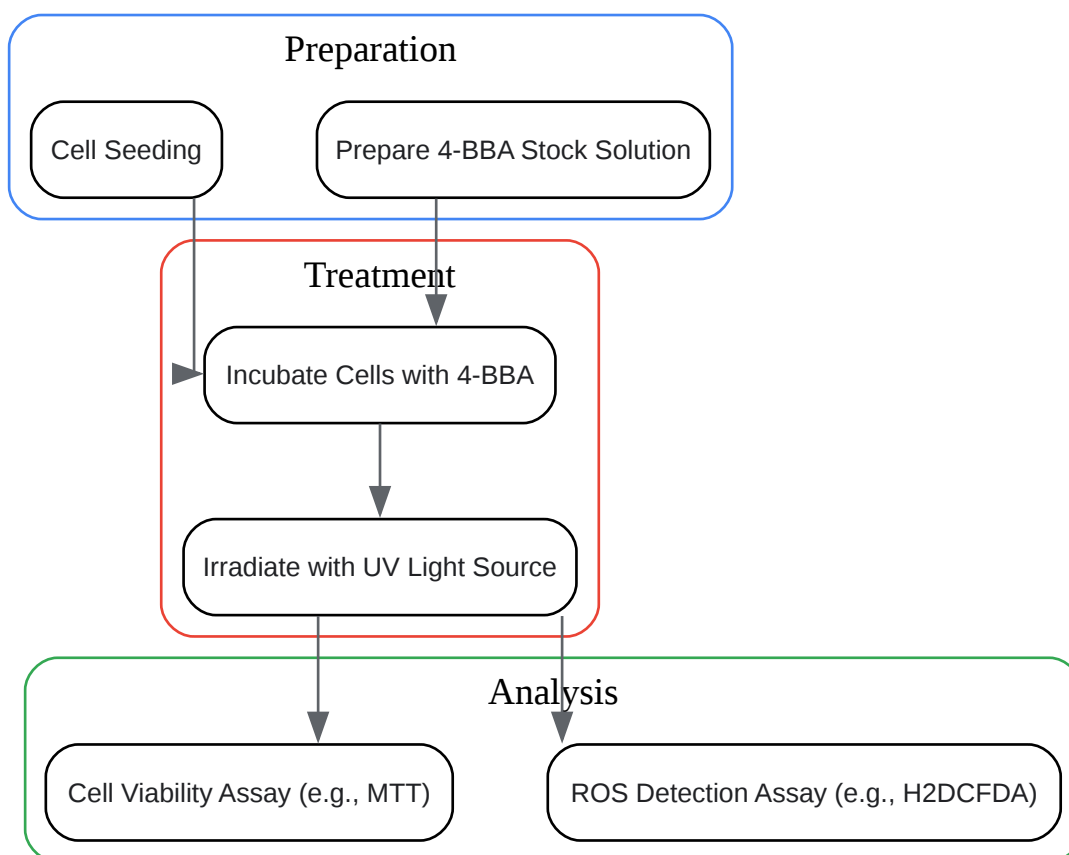 Preparation
Cell Seeding
Prepare 4-BBA Stock Solution
Treatment
Incubate Cells with 4-BBA
Irradiate with UV Light Source
Analysis
Cell Viability Assay (e.g., MTT)
ROS Detection Assay (e.g., H2DCFDA)